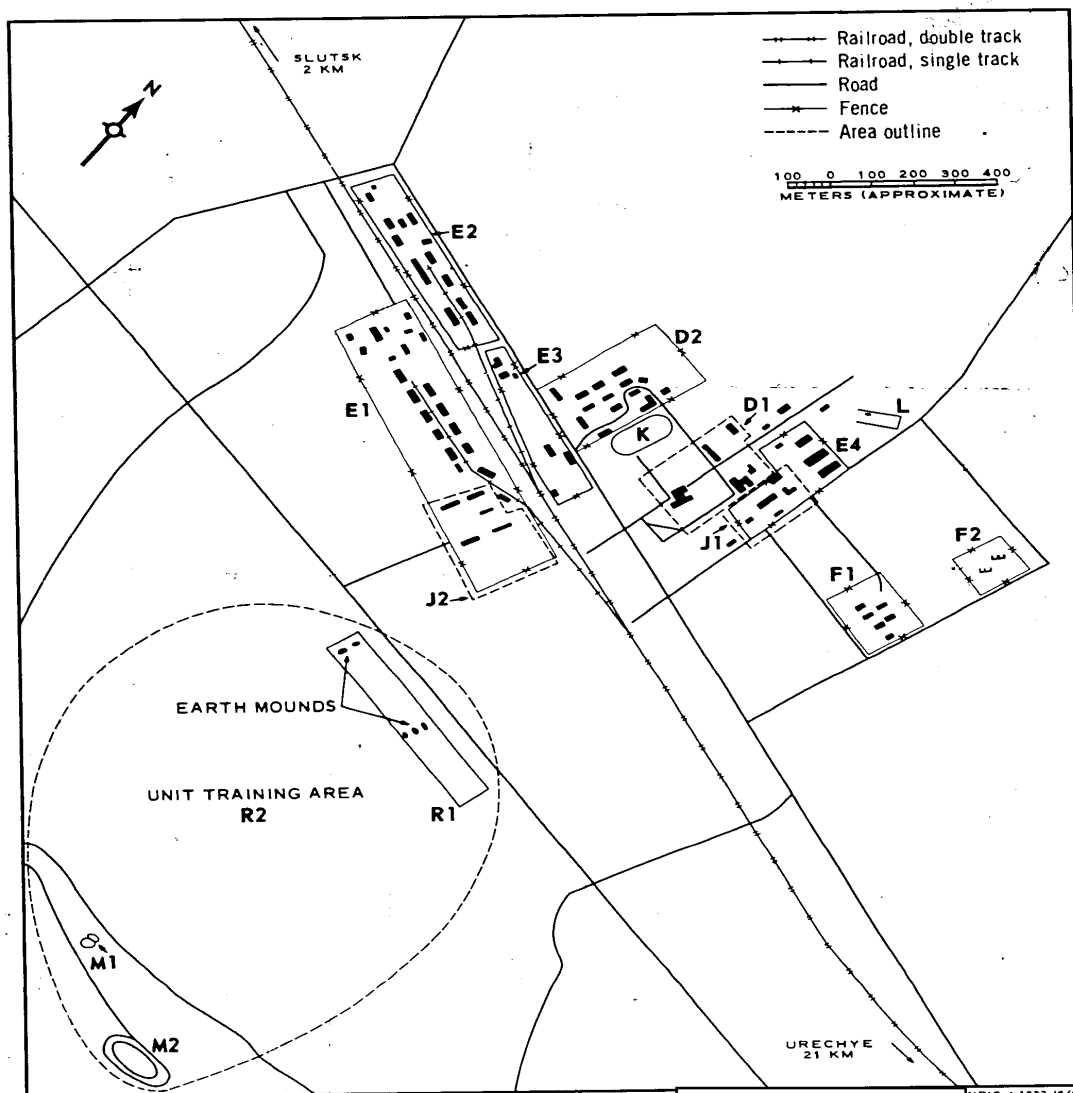 SLUTSK
2 KM
N
Railroad, double track
Railroad, single track
Road
Fence
Area outline
100 0 100 200 300 400
METERS (APPROXIMATE)
E2
E3
D2
E1
D1
L
K
E4
J1
F2
F1
J2
EARTH MOUNDS
UNIT TRAINING AREA
R2
R1
M1
M2
URECHYE
21 KM